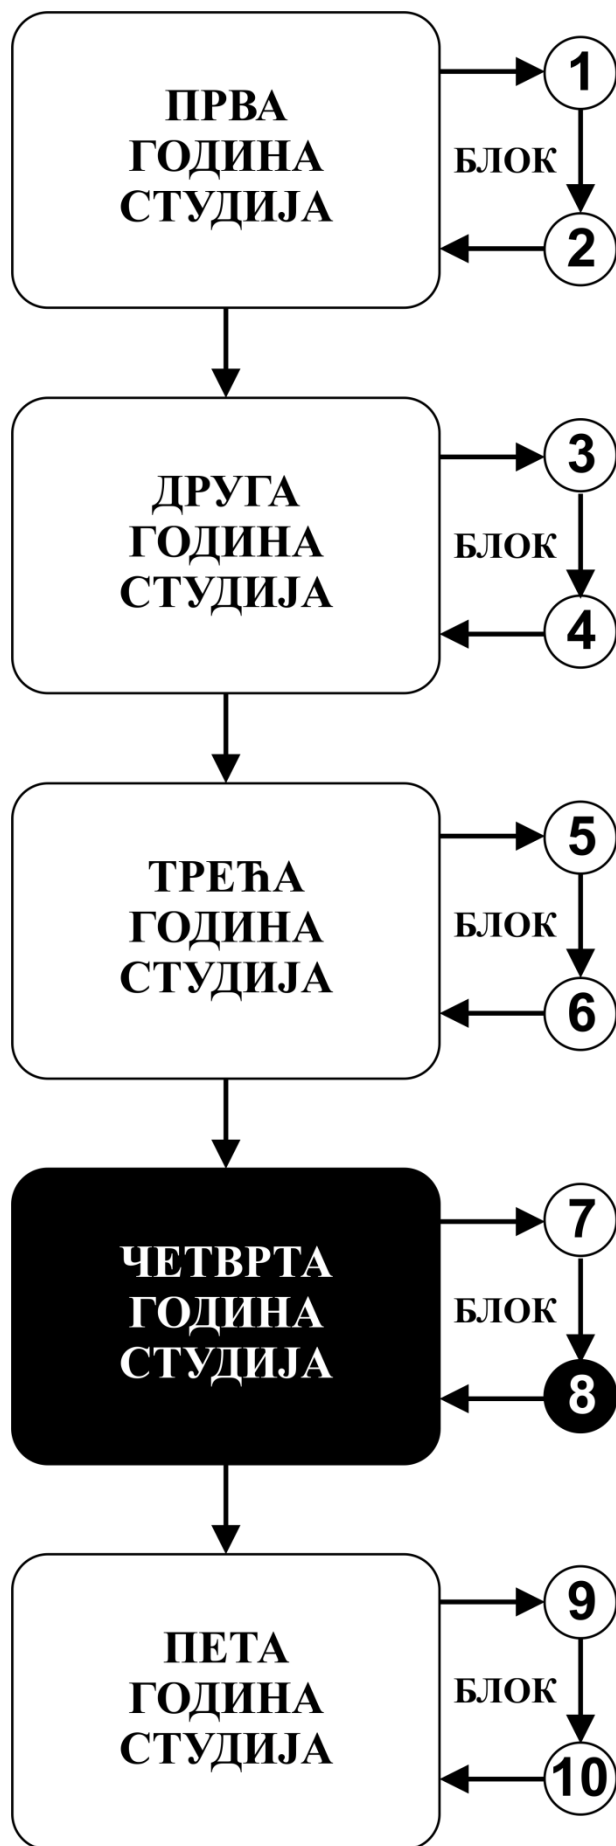 ПРВА
ГОДИНА
СТУДИЈА
1
БЛОК
2
ДРУГА
ГОДИНА
СТУДИЈА
3
БЛОК
4
ТРЕЋА
ГОДИНА
СТУДИЈА
5
БЛОК
6
ЧЕТВРТА
ГОДИНА
СТУДИЈА
7
БЛОК
8
ПЕТА
ГОДИНА
СТУДИЈА
9
БЛОК
10